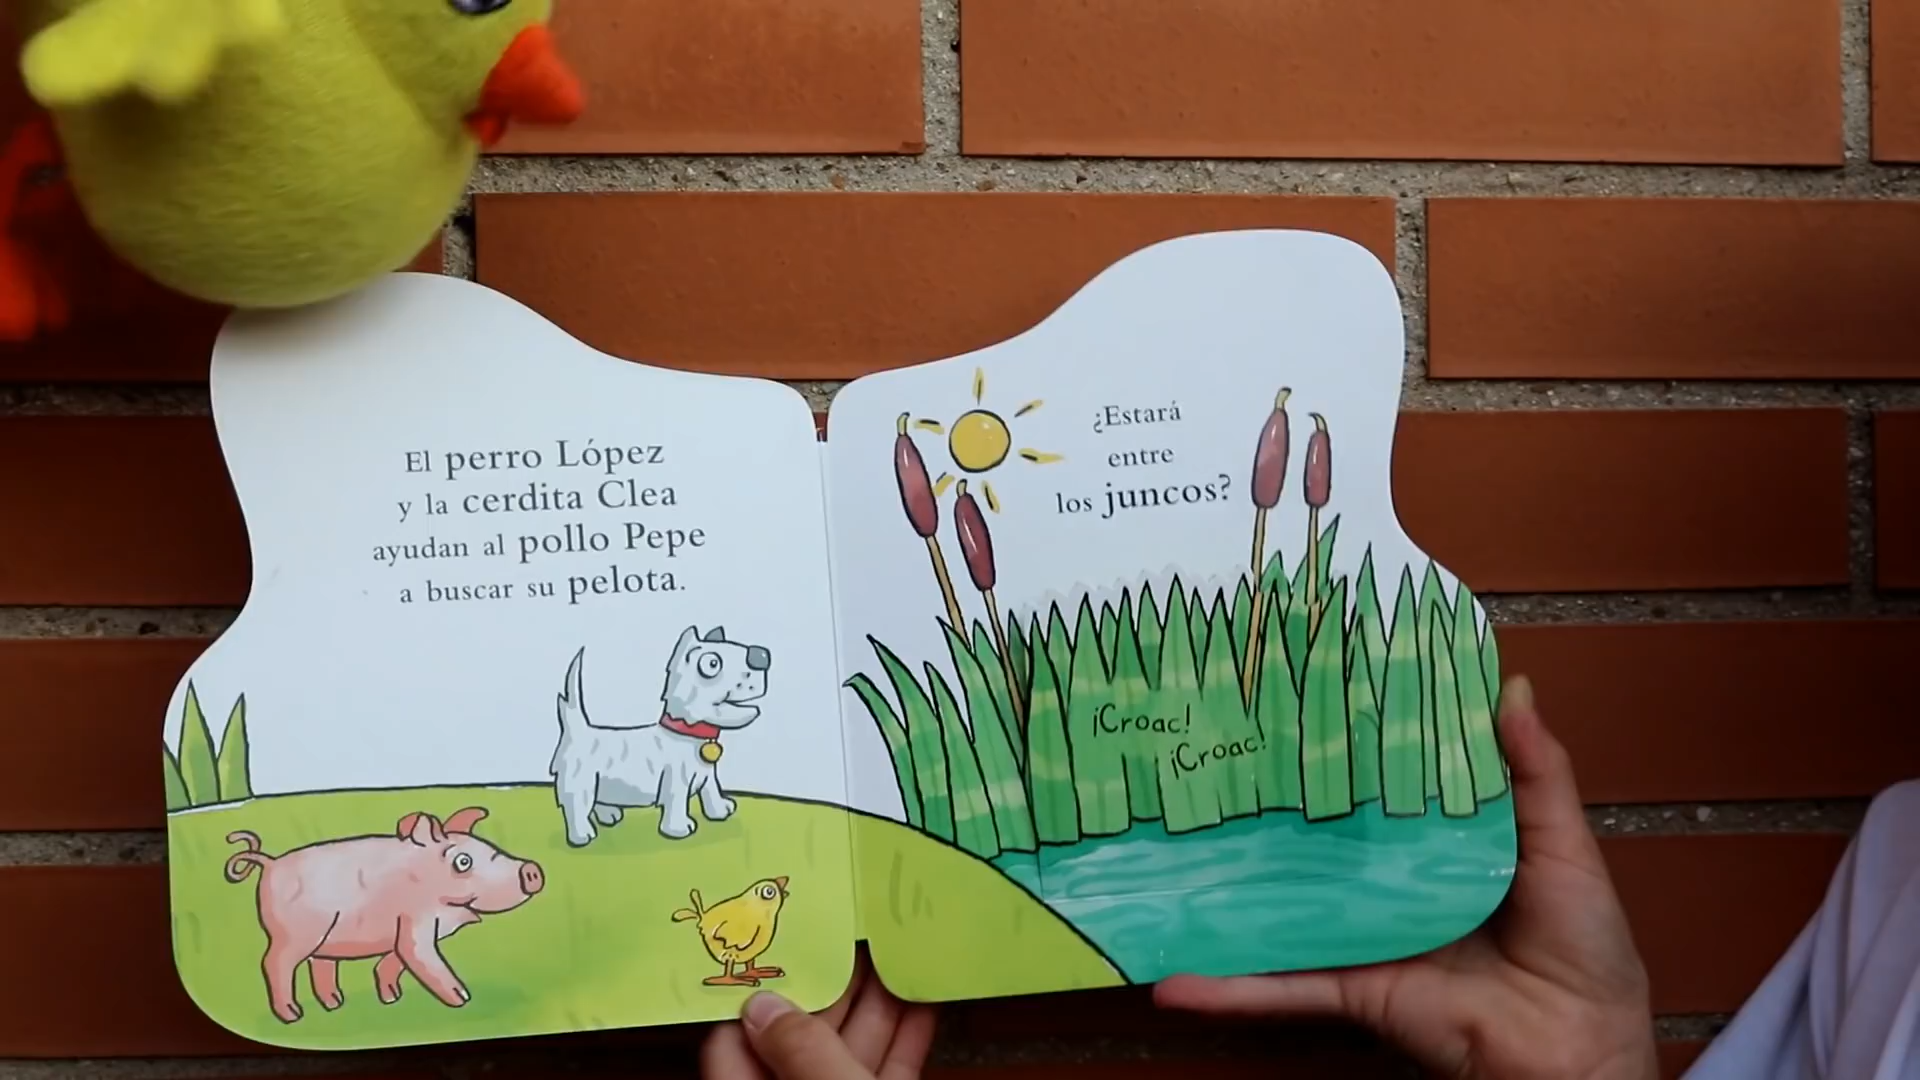 El perro López
y la cerdita Clea
ayudan al pollo Pepe
a buscar su pelota.
¿Estará
entre
los juncos?
¡Croac!
¡Croac!